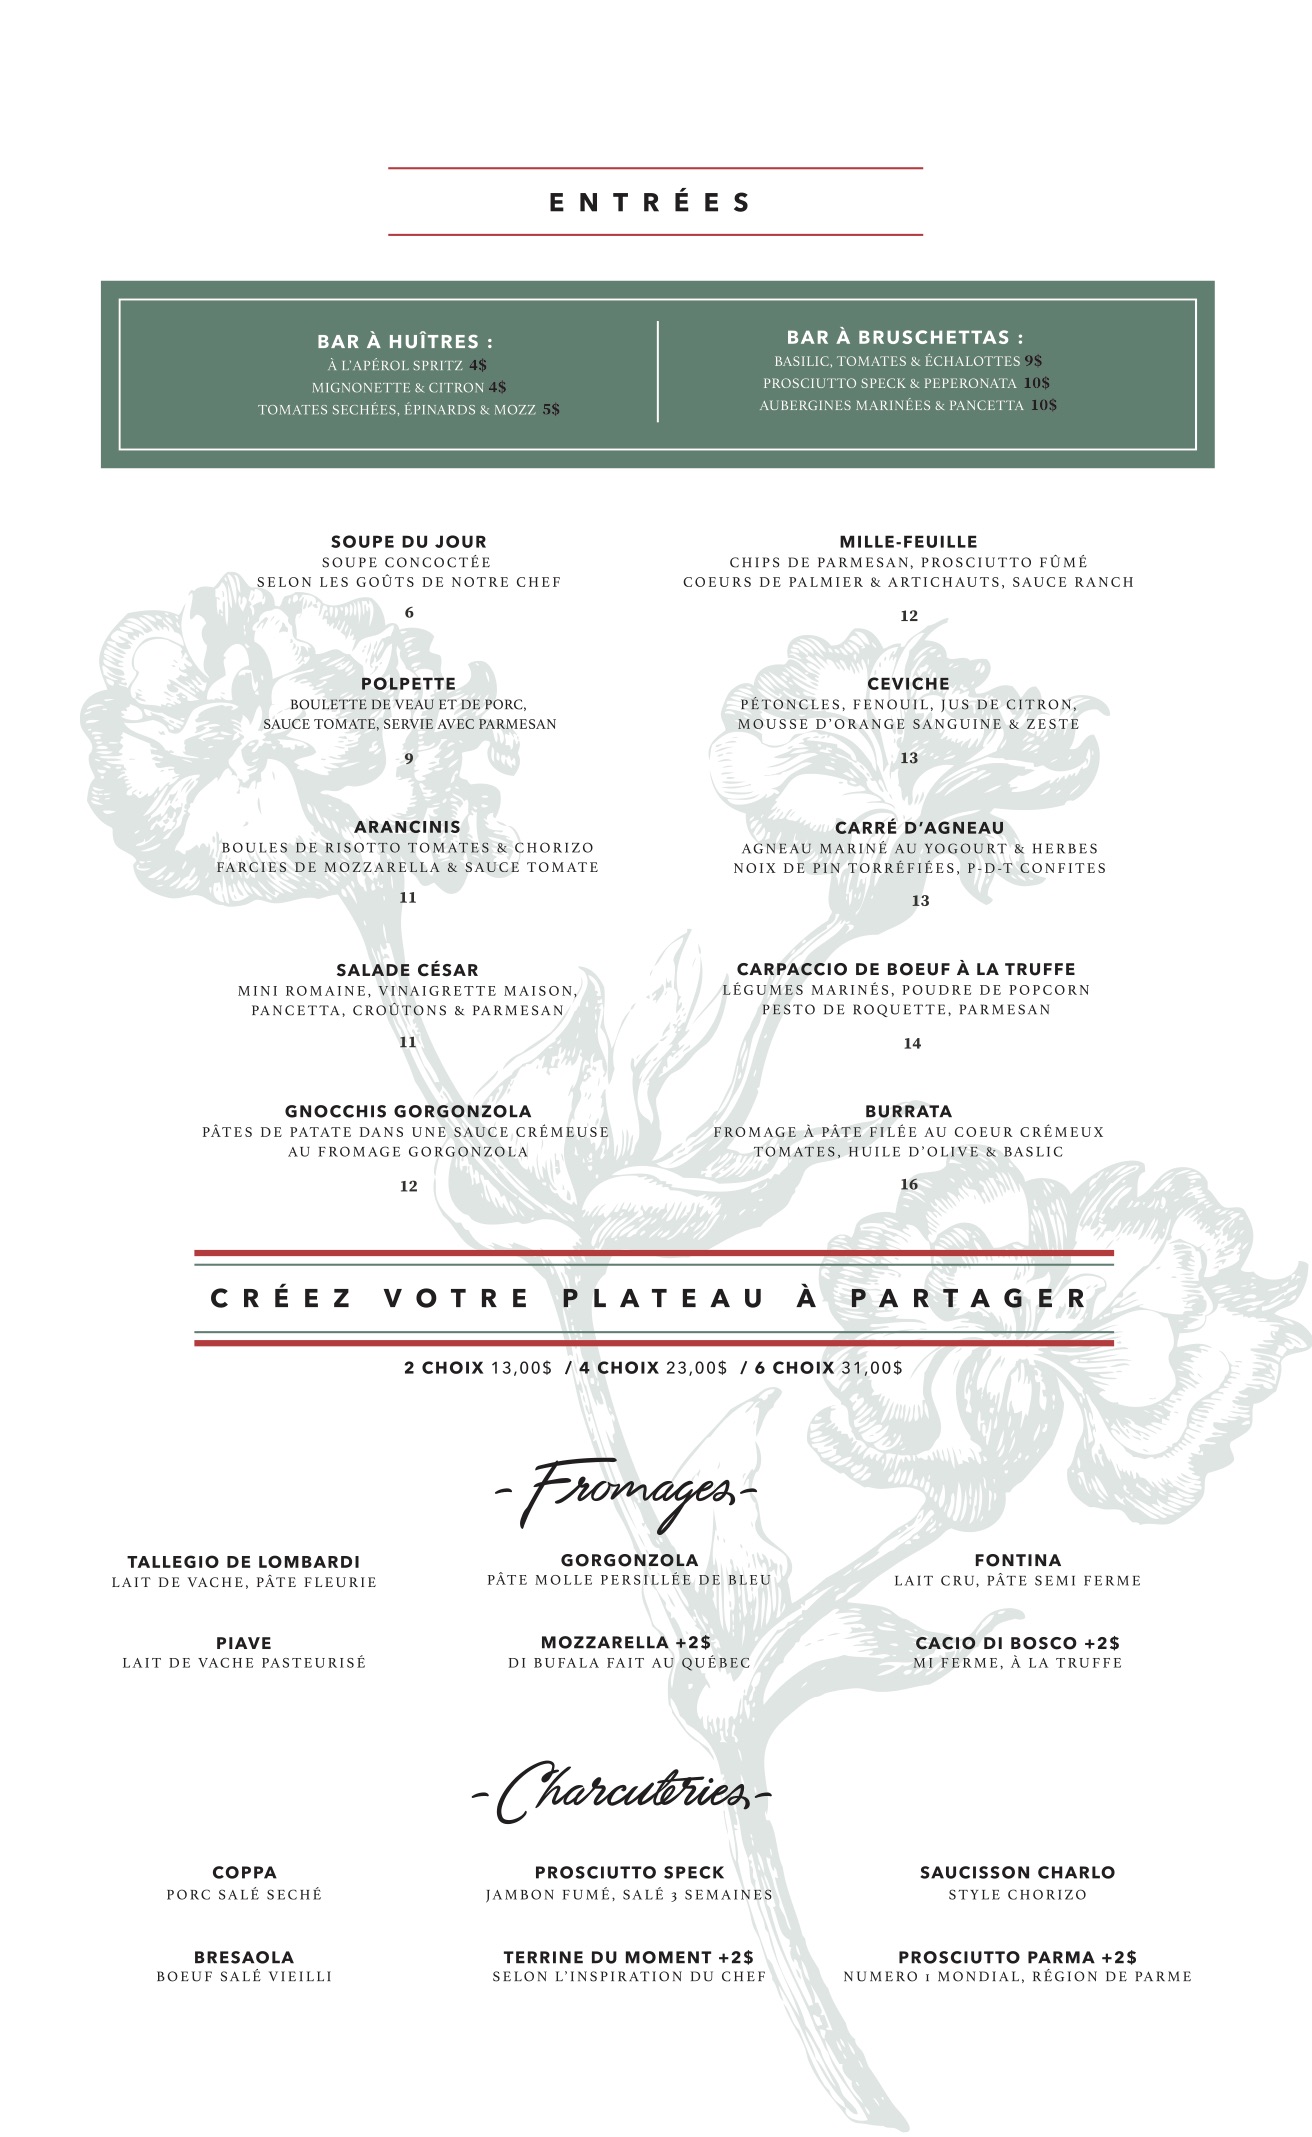 ENTRÉES
BAR À HUÎTRES :
À L'APÉROL SPRITZ 4$
MIGNONETTE & CITRON 4$
TOMATES SECHÉES, ÉPINARDS & MOZZ 5$
BAR À BRUSCHETTAS :
BASILIC, TOMATES & ÉCHALOTTES 9$
PROSCIUTTO SPECK & PEPERONATA 10$
AUBERGINES MARINÉES & PANCETTA 10$
SOUPE DU JOUR
SOUPE CONCOCTÉE
SELON LES GOÛTS DE NOTRE CHEF
6
POLPETTE
BOULETTE DE VEAU ET DE PORC,
SAUCE TOMATE, SERVIE AVEC PARMESAN
9
ARANCINIS
BOULES DE RISOTTO TOMATES & CHORIZO
FARCIES DE MOZZARELLA & SAUCE TOMATE
11
SALADE CÉSAR
MINI ROMAINE, VINAIGRETTE MAISON,
PANCETTA, CROÛTONS & PARMESAN
11
GNOCCHIS GORGONZOLA
PÂTES DE PATATE DANS UNE SAUCE CRÉMEUSE
AU FROMAGE GORGONZOLA
12
MILLE-FEUILLE
CHIPS DE PARMESAN, PROSCIUTTO FÛMÉ
COEURS DE PALMIER & ARTICHAUTS, SAUCE RANCH
12
CEVICHE
PÉTONCLES, FENOUIL, JUS DE CITRON,
MOUSSE D'ORANGE SANGUINE & ZESTE
13
CARRÉ D'AGNEAU
AGNEAU MARINÉ AU YOGOURT & HERBES
NOIX DE PIN TORRÉFIÉES, P-D-T CONFITES
13
CARPACCIO DE BOEUF À LA TRUFFE
LÉGUMES MARINÉS, POUDRE DE POPCORN
PESTO DE ROQUETTE, PARMESAN
14
BURRATA
FROMAGE À PÂTE FILÉE AU COEUR CRÉMEUX
TOMATES, HUILE D'OLIVE & BASLIC
16
CRÉEZ VOTRE PLATEAU À PARTAGER
2 CHOIX 13,00$ / 4 CHOIX 23,00$ / 6 CHOIX 31,00$
- Fromages -
TALLEGIO DE LOMBARDI
LAIT DE VACHE, PÂTE FLEURIE
GORGONZOLA
PÂTE MOLLE PERSILLÉE DE BLEU
FONTINA
LAIT CRU, PÂTE SEMI FERME
PIAVE
LAIT DE VACHE PASTEURISÉ
MOZZARELLA +2$
DI BUFALA FAIT AU QUÉBEC
CACIO DI BOSCO +2$
MI FERME, À LA TRUFFE
- Charcuteries -
COPPA
PORC SALÉ SECHÉ
PROSCIUTTO SPECK
JAMBON FUMÉ, SALÉ 3 SEMAINES
SAUCISSON CHARLO
STYLE CHORIZO
BRESAOLA
BOEUF SALÉ VIEILLI
TERRINE DU MOMENT +2$
SELON L'INSPIRATION DU CHEF
PROSCIUTTO PARMA +2$
NUMERO 1 MONDIAL, RÉGION DE PARME